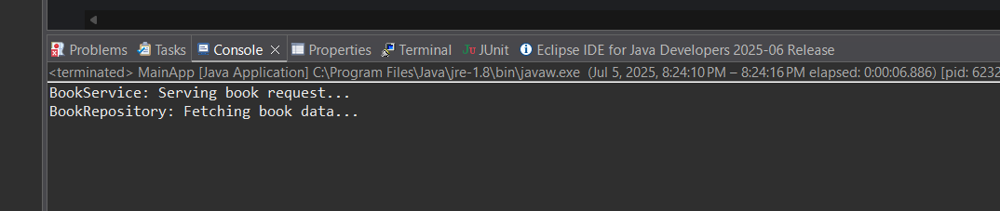 Problems Tasks Console Properties Terminal JUnit Eclipse IDE for Java Developers 2025-06 Release
<terminated> MainApp [Java Application] C:\Program Files\Java\jre-1.8\bin\javaw.exe (Jul 5, 2025, 8:24:10 PM – 8:24:16 PM elapsed: 0:00:06.886) [pid: 6232
BookService: Serving book request...
BookRepository: Fetching book data...